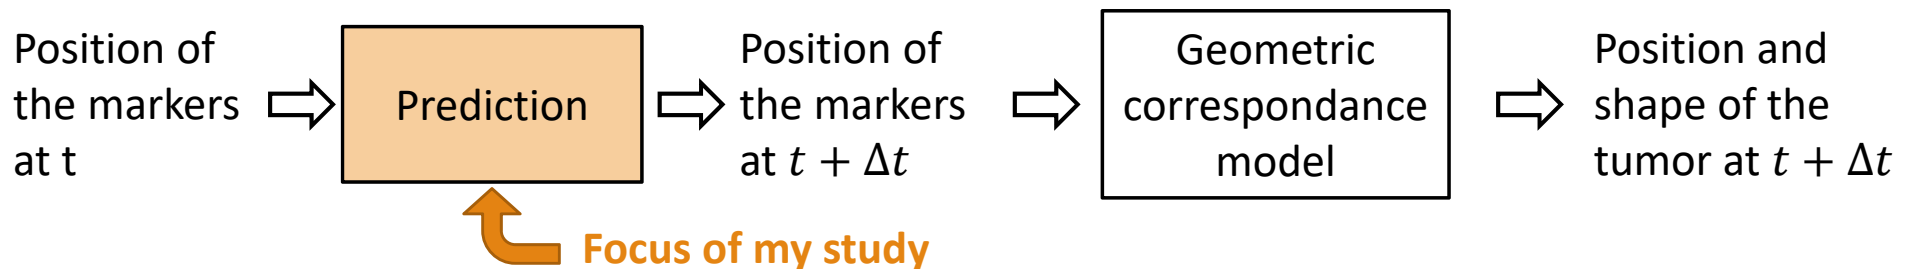 Position of
the markers
at t
Prediction
Position of
the markers
at t + Δt
Geometric
correspondance
model
Position and
shape of the
tumor at t + Δt
Focus of my study